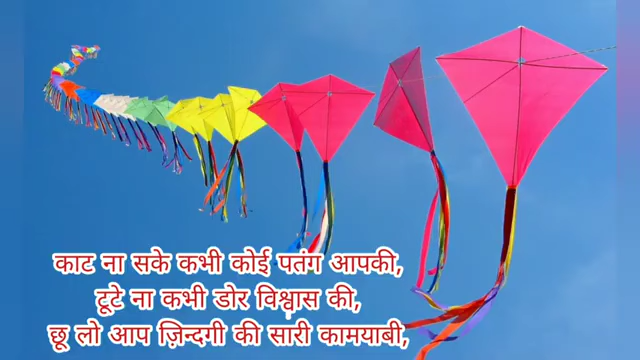 काट ना सके कभी कोई पतंग आपकी,
टूटे ना कभी डोर विश्वास की,
छू लो आप ज़िन्दगी की सारी कामयाबी,